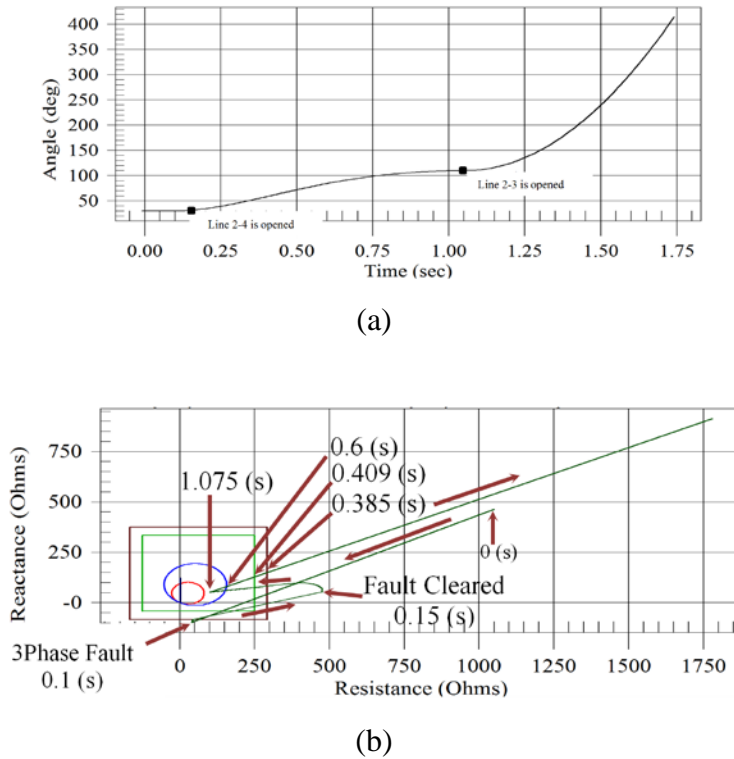 400
350
300
250
200
150
100
50
Angle (deg)
Line 2-4 is opened
Line 2-3 is opened
0.00 0.25 0.50 0.75 1.00 1.25 1.50 1.75
Time (sec)
(a)
750
500
250
-0
Reactance (Ohms)
0.6 (s)
1.075 (s)
0.409 (s)
0.385 (s)
0 (s)
Fault Cleared
0.15 (s)
3Phase Fault
0.1 (s)
0 250 500 750 1000 1250 1500 1750
Resistance (Ohms)
(b)